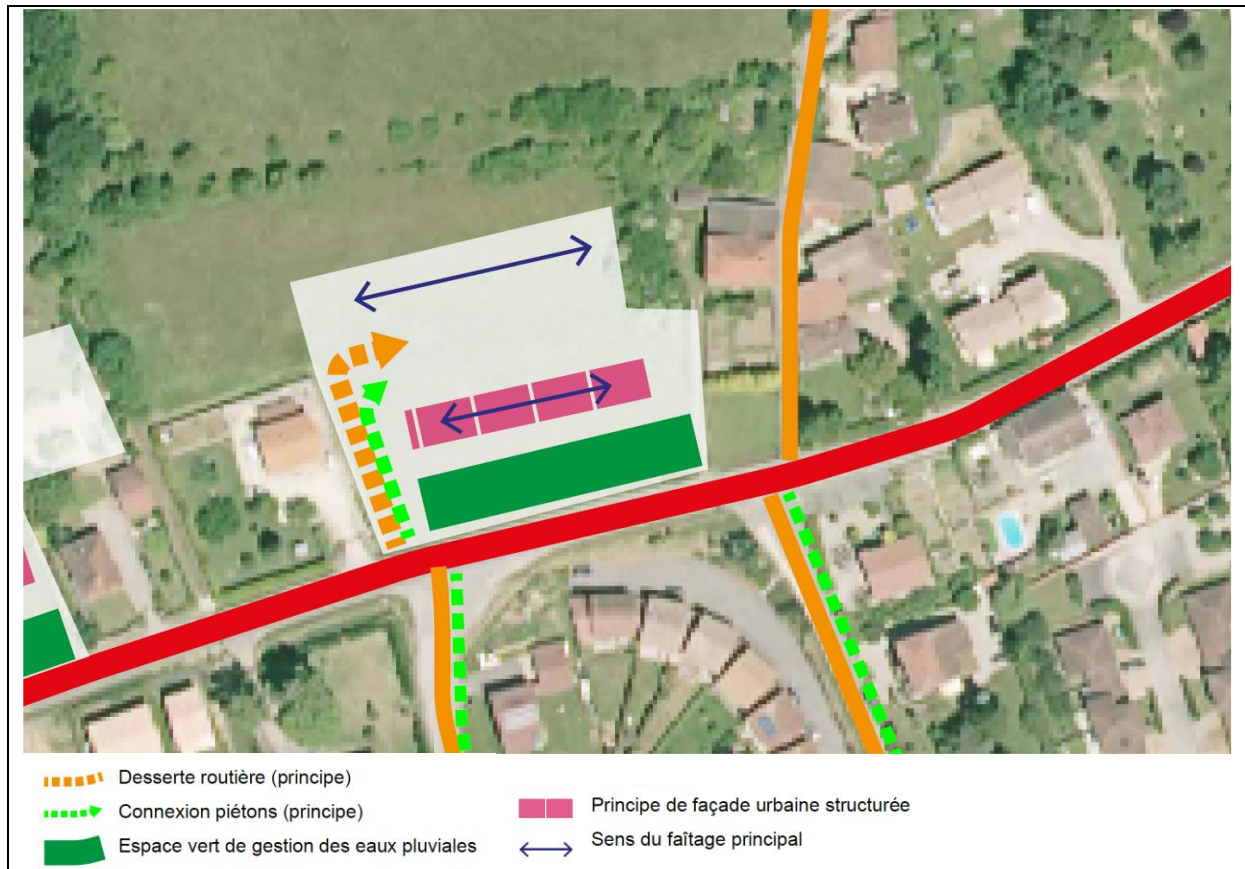 Desserte routière (principe)
Connexion piétons (principe)
Espace vert de gestion des eaux pluviales
Principe de façade urbaine structurée
Sens du faîtage principal